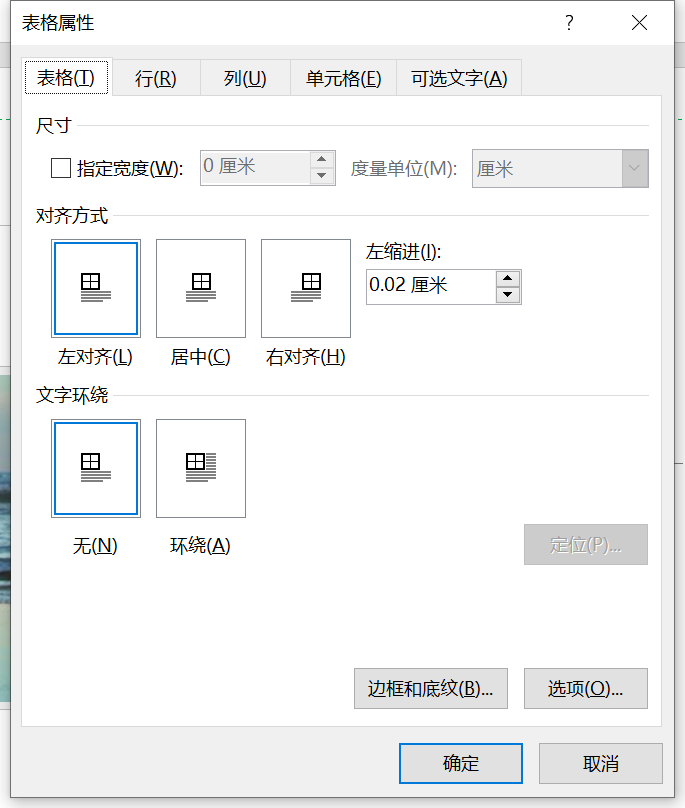 表格属性
?
表格(T) 行(R) 列(U) 单元格(E) 可选文字(A)
尺寸
指定宽度(W): 0 厘米 度量单位(M): 厘米
对齐方式
左缩进(I):
0.02 厘米
左对齐(L) 居中(C) 右对齐(H)
文字环绕
无(N) 环绕(A) 定位(P)...
边框和底纹(B)... 选项(O)...
确定 取消